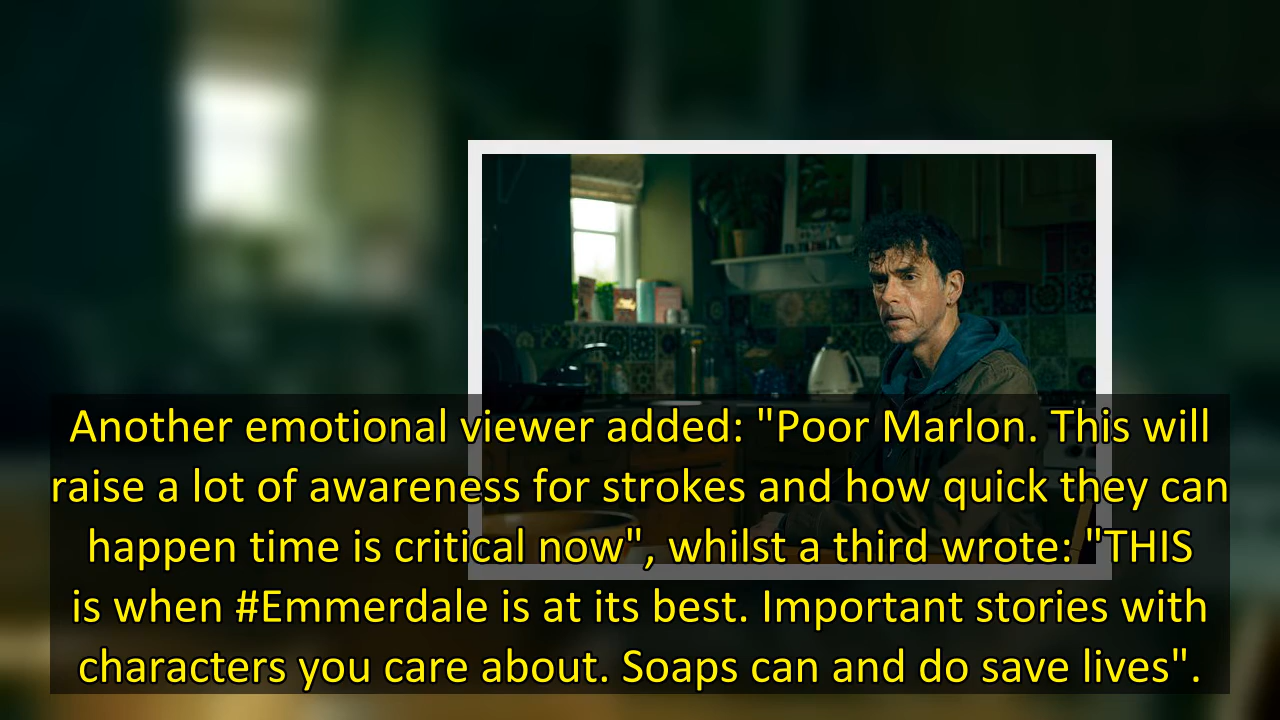 Another emotional viewer added: "Poor Marlon. This will
raise a lot of awareness for strokes and how quick they can
happen time is critical now", whilst a third wrote: "THIS
is when #Emmerdale is at its best. Important stories with
characters you care about. Soaps can and do save lives".